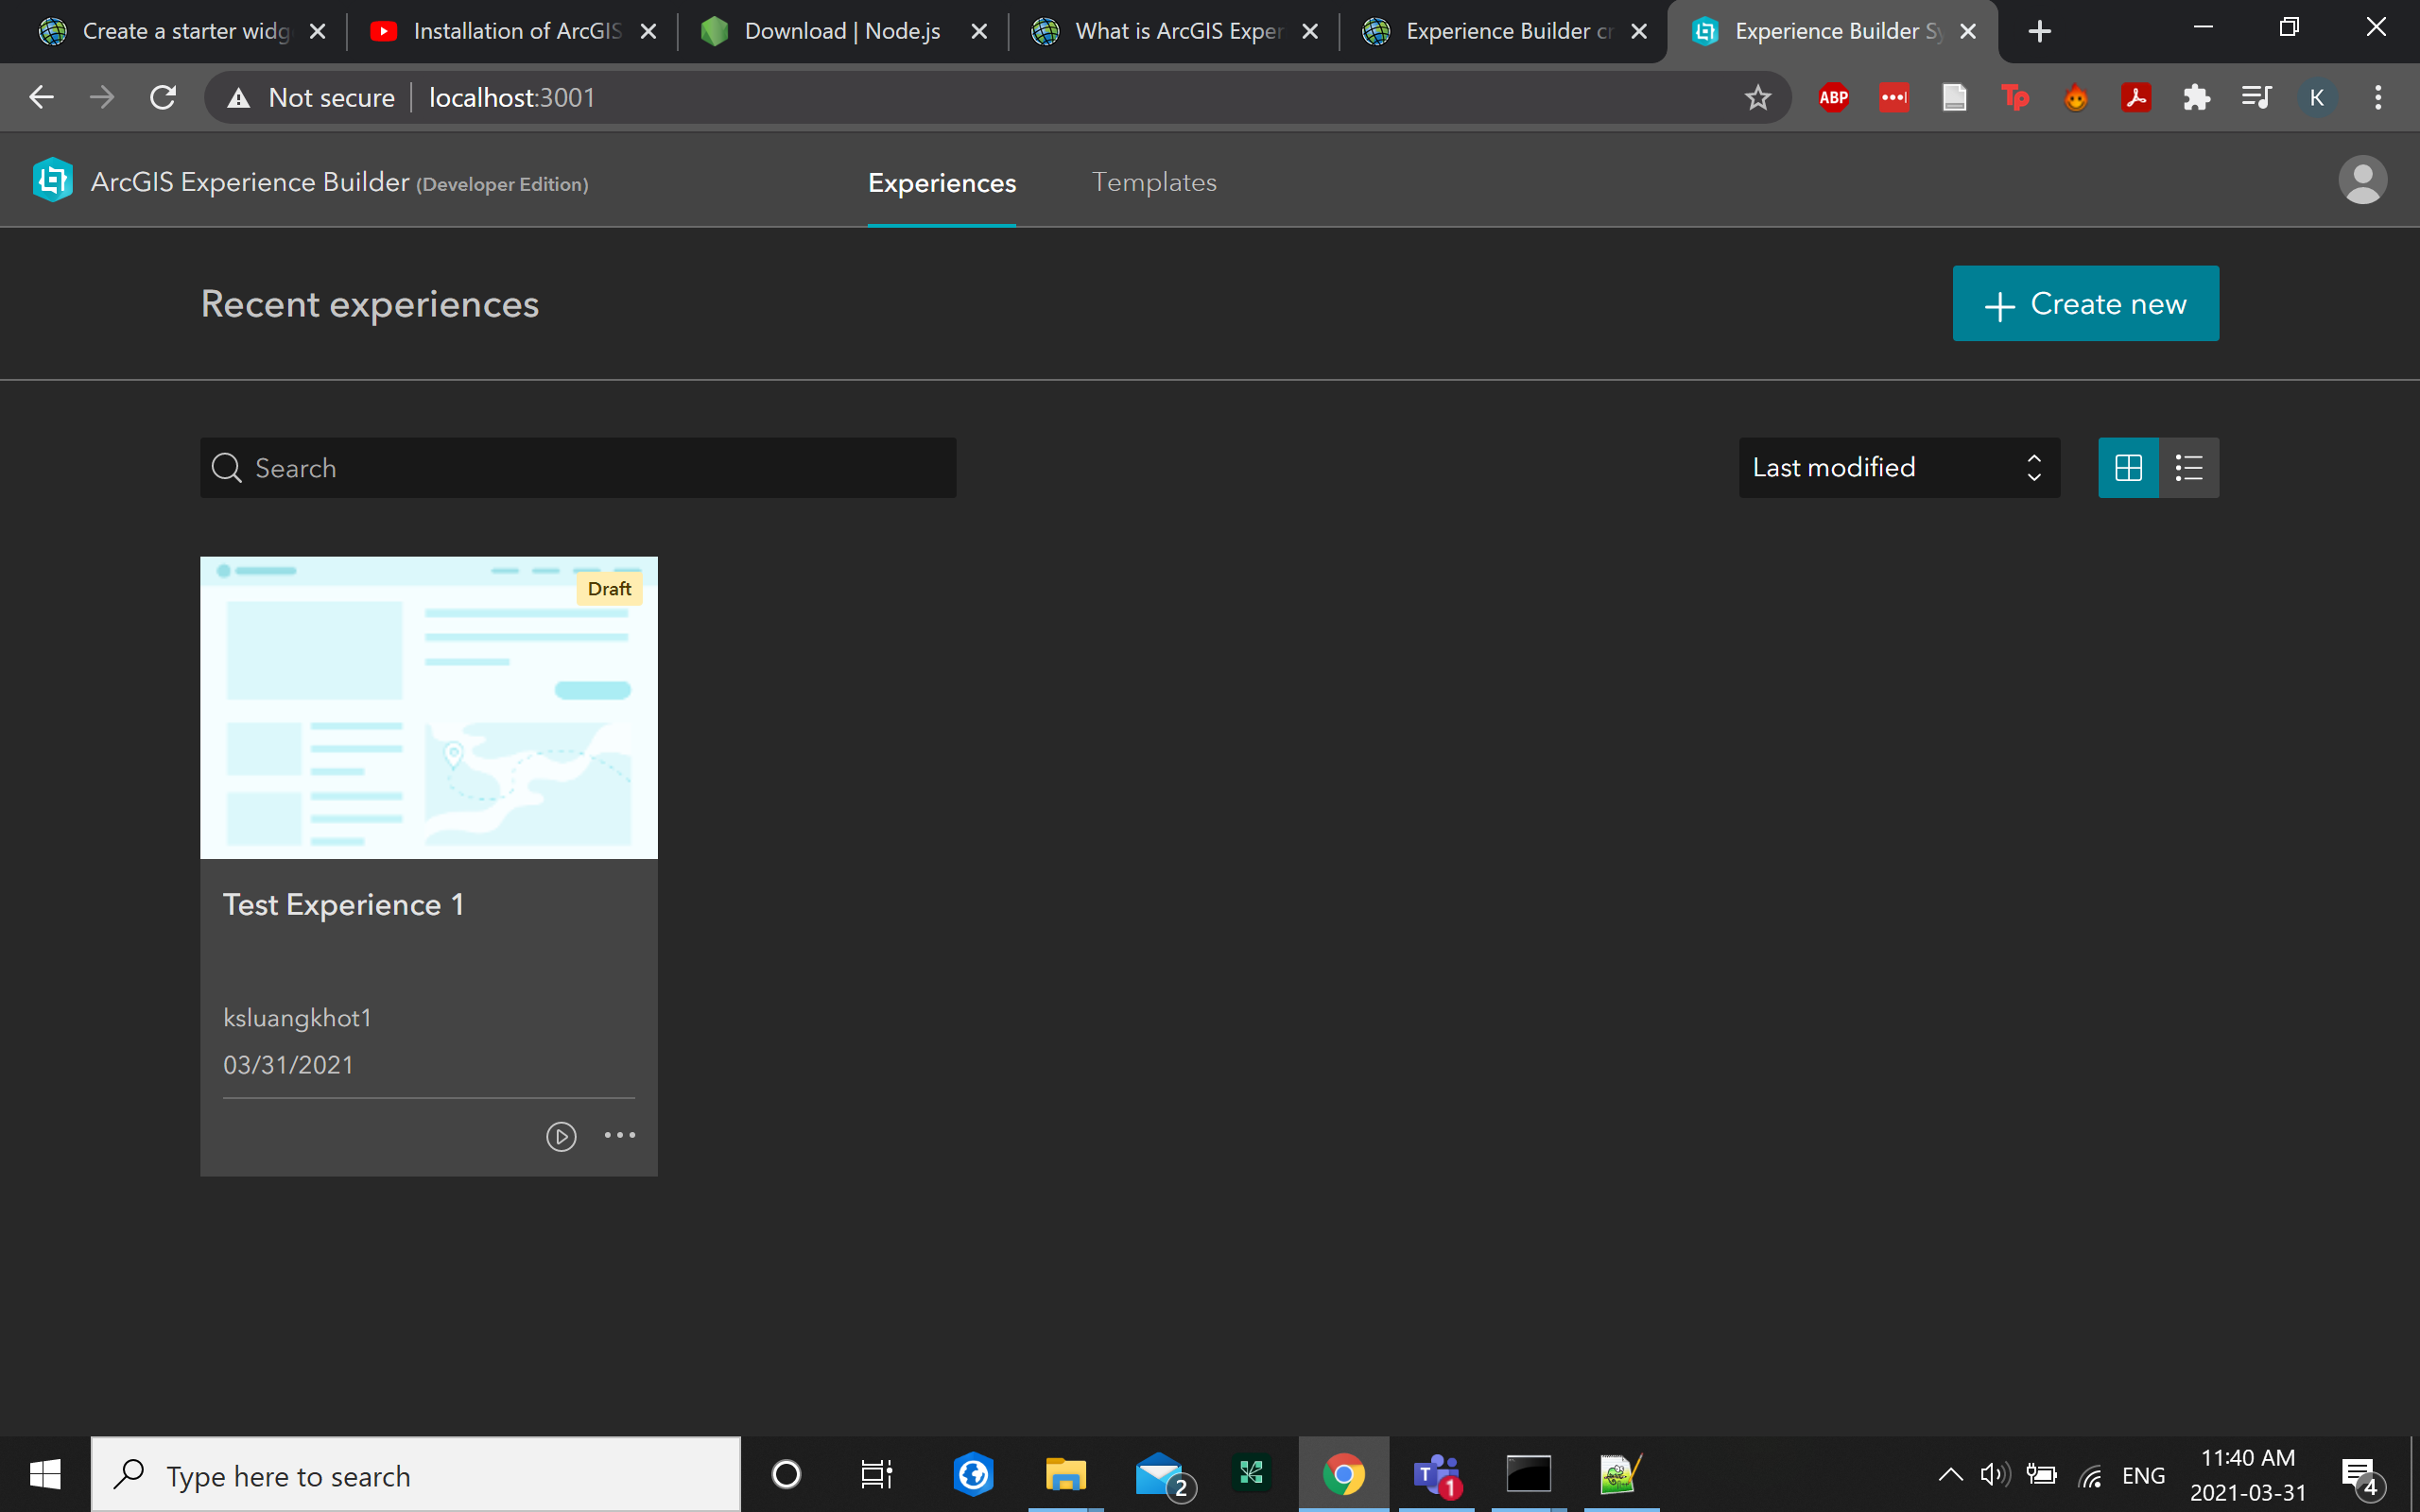 Create a starter widg
Installation of ArcGIS
Download | Node.js
What is ArcGIS Exper
Experience Builder cr
Experience Builder Sy
Not secure
localhost:3001
ABP
Tp
K
ArcGIS Experience Builder (Developer Edition)
Experiences
Templates
Recent experiences
Create new
Search
Last modified
Draft
Test Experience 1
ksluangkhot1
03/31/2021
Type here to search
2
T
1
ENG
11:40 AM
2021-03-31
4